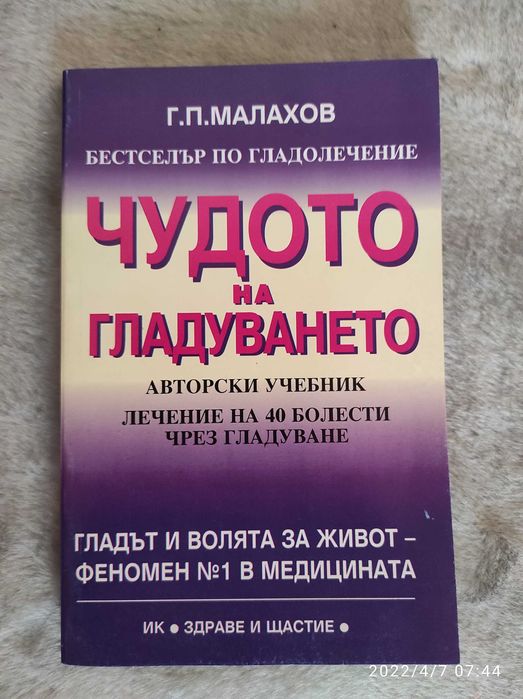 Г.П.МАЛАХОВ
БЕСТСЕЛЪР ПО ГЛАДОЛЕЧЕНИЕ
ЧУДОТО
НА
ГЛАДУВАНЕТО
АВТОРСКИ УЧЕБНИК
ЛЕЧЕНИЕ НА 40 БОЛЕСТИ
ЧРЕЗ ГЛАДУВАНЕ
ГЛАДЪТ И ВОЛЯТА ЗА ЖИВОТ –
ФЕНОМЕН №1 В МЕДИЦИНАТА
ИК ● ЗДРАВЕ И ЩАСТИЕ ●
2022/4/7 07:44